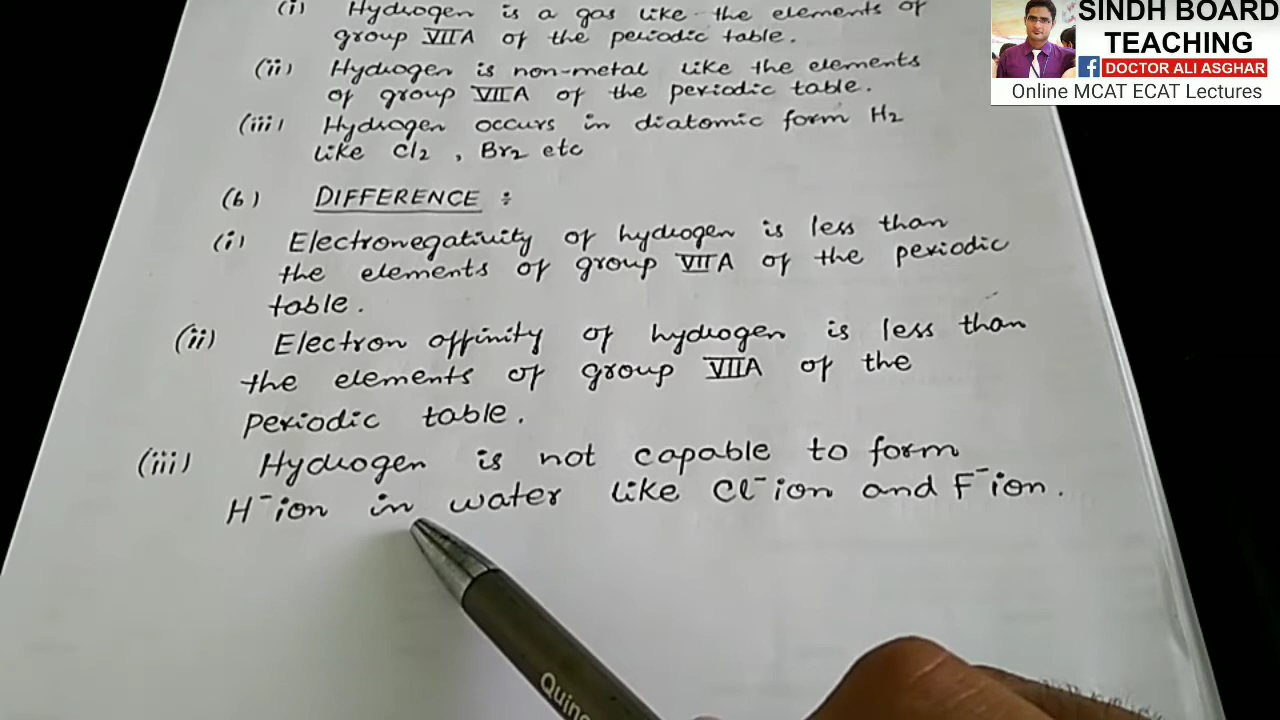 (i) Hydrogen is a gas like the elements of
group VIIA of the periodic table.
(ii) Hydrogen is non-metal like the elements
of group VIIA of the periodic table.
(iii) Hydrogen occurs in diatomic form H₂
like Cl₂, Br₂ etc
(b) DIFFERENCE :
(i) Electronegativity of hydrogen is less than
the elements of group VIIA of the periodic
table.
(ii) Electron affinity of hydrogen is less than
the elements of group VIIA of the
periodic table.
(iii) Hydrogen is not capable to form
H⁻ion in water like Cl⁻ion and F⁻ion.
SINDH BOARD
TEACHING
f DOCTOR ALI ASGHAR
Online MCAT ECAT Lectures